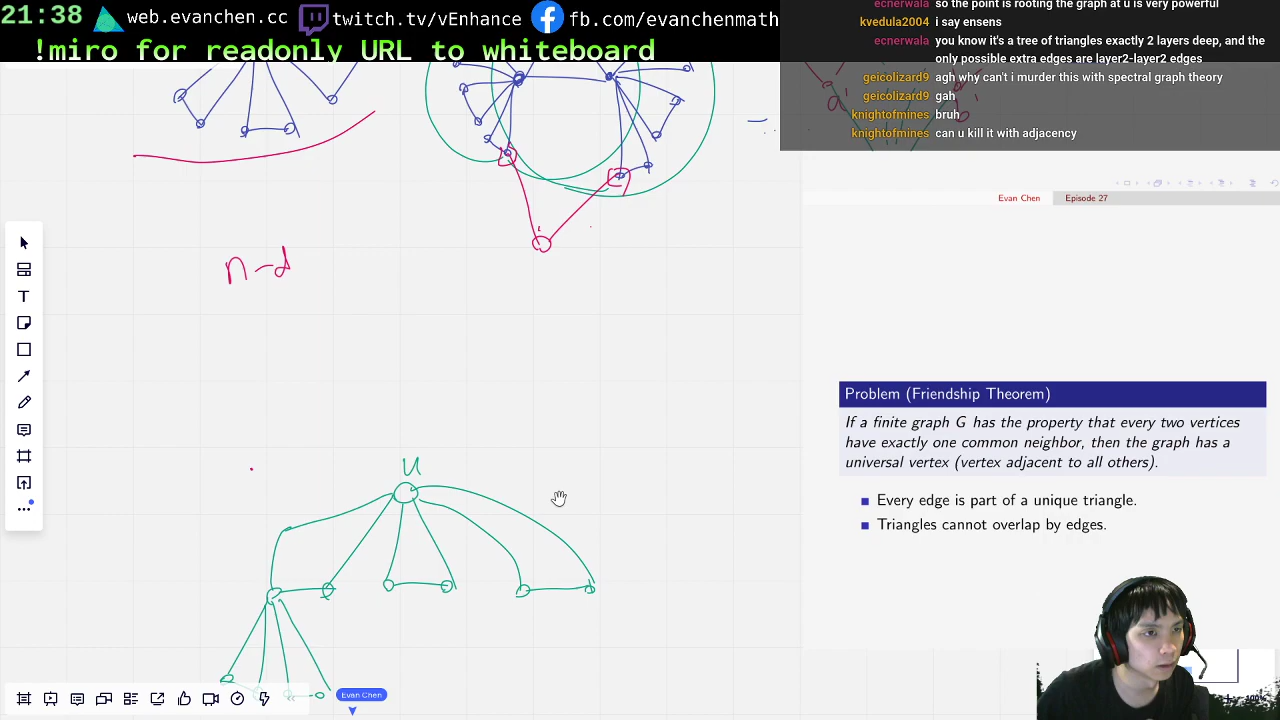 21:38 web.evanchen.cc twitch.tv/vEnhance fb.com/evanchenmath
!miro for readonly URL to whiteboard
ecnerwala so the point is rooting the graph at u is very powerful
kvedula2004 i say ensens
ecnerwala you know it's a tree of triangles exactly 2 layers deep, and the
only possible extra edges are layer2-layer2 edges
geicolizard9 agh why can't i murder this with spectral graph theory
geicolizard9 gah
knightofmines bruh
knightofmines can u kill it with adjacency
a'
b'
n-d
Evan Chen Episode 27
Problem (Friendship Theorem)
If a finite graph G has the property that every two vertices
have exactly one common neighbor, then the graph has a
universal vertex (vertex adjacent to all others).
Every edge is part of a unique triangle.
Triangles cannot overlap by edges.
u
Evan Chen